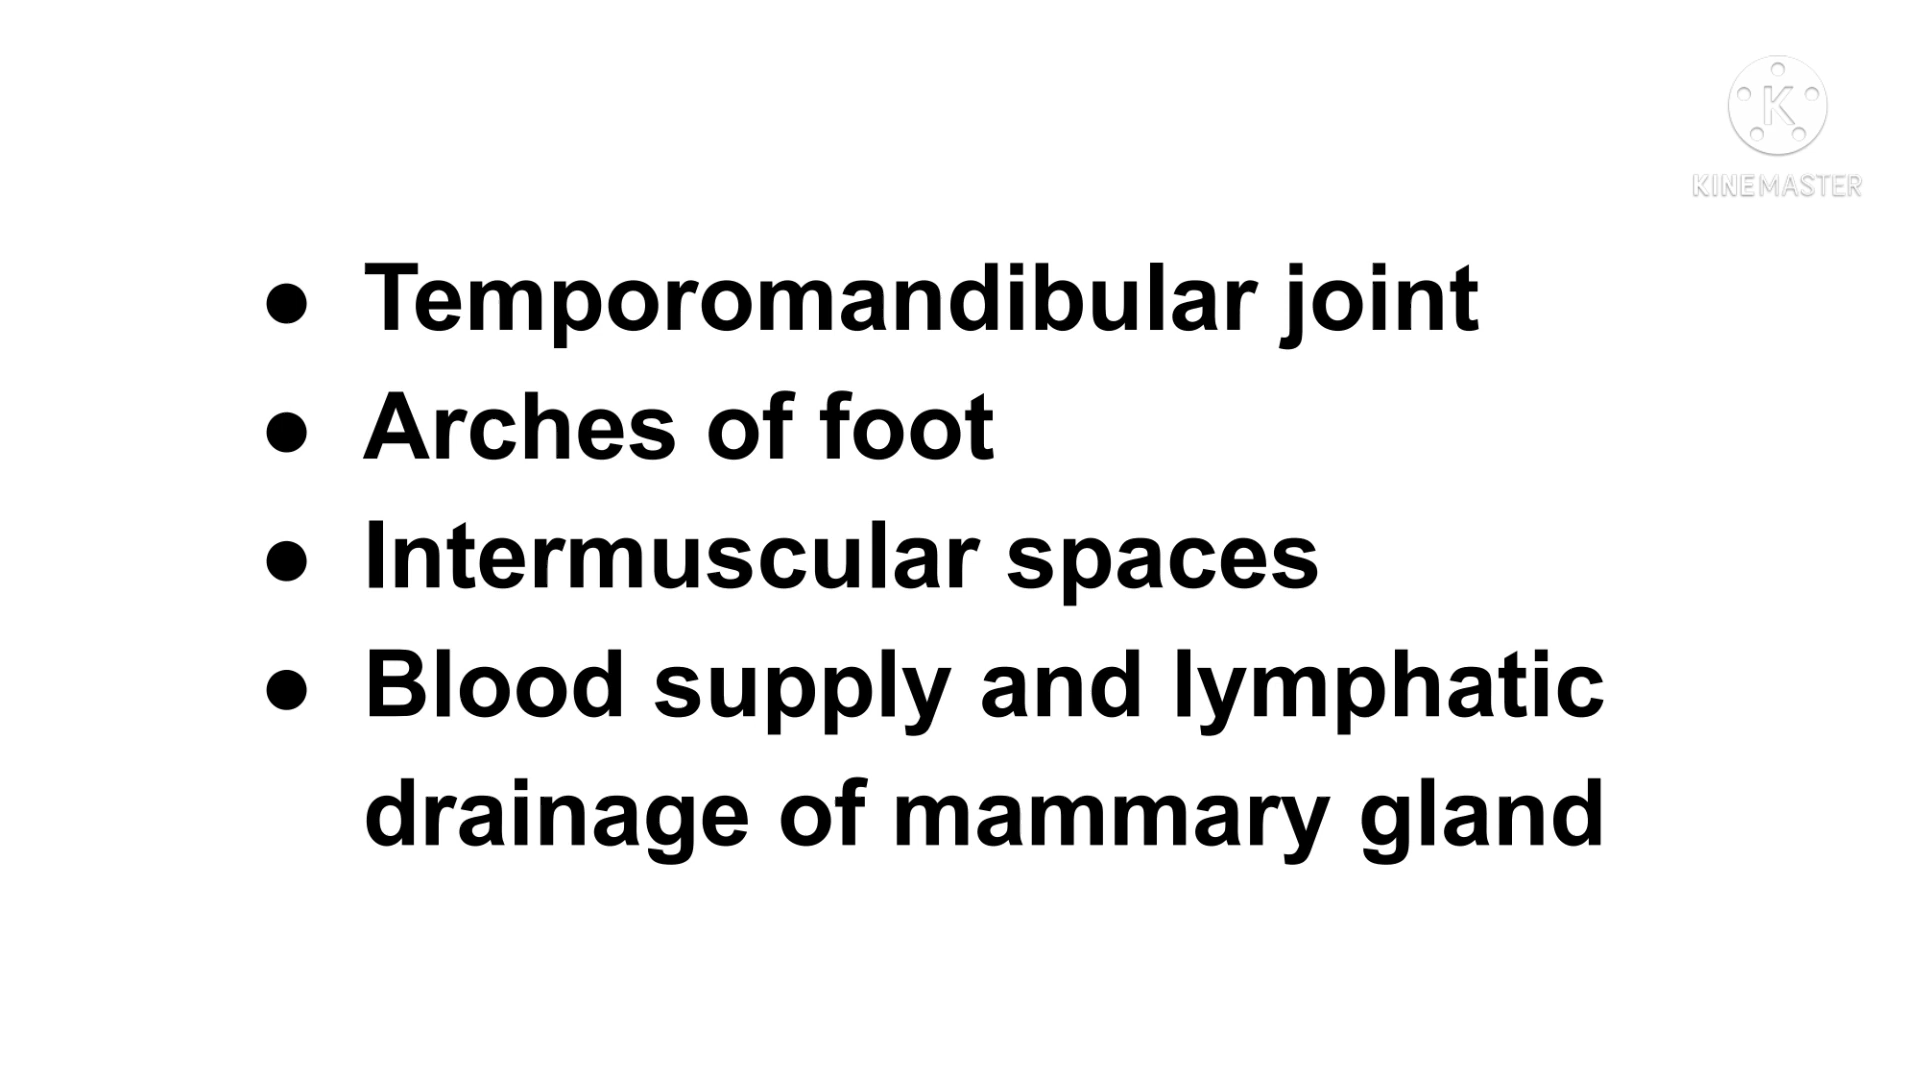 K
KINEMASTER
● Temporomandibular joint
● Arches of foot
● Intermuscular spaces
● Blood supply and lymphatic
drainage of mammary gland